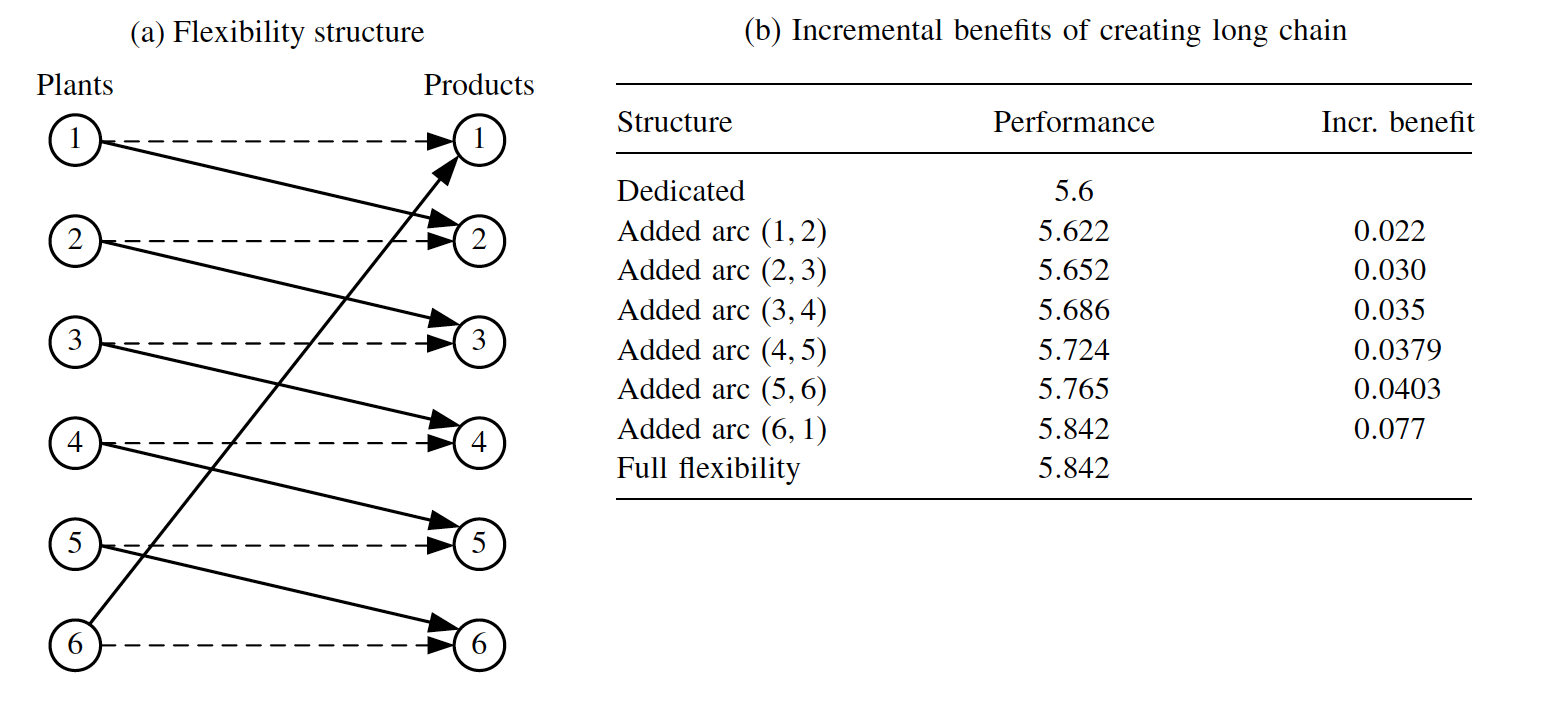 (a) Flexibility structure
Plants Products
1 1
2 2
3 3
4 4
5 5
6 6
(b) Incremental benefits of creating long chain
Structure Performance Incr. benefit
Dedicated 5.6
Added arc (1, 2) 5.622 0.022
Added arc (2, 3) 5.652 0.030
Added arc (3, 4) 5.686 0.035
Added arc (4, 5) 5.724 0.0379
Added arc (5, 6) 5.765 0.0403
Added arc (6, 1) 5.842 0.077
Full flexibility 5.842